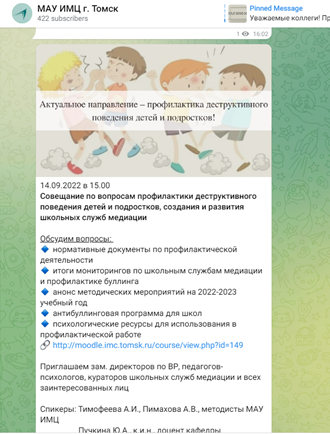 МАУ ИМЦ г. Томск
422 subscribers
Pinned Message
Уважаемые коллеги!
1 16:02
Актуальное направление – профилактика деструктивного
поведения детей и подростков!
14.09.2022 в 15.00
Совещание по вопросам профилактики деструктивного
поведения детей и подростков, создания и развития
школьных служб медиации
Обсудим вопросы:
нормативные документы по профилактической
деятельности
итоги мониторингов по школьным службам медиации
и профилактике буллинга
анонс методических мероприятий на 2022-2023
учебный год
антибуллинговая программа для школ
психологические ресурсы для использования в
профилактической работе
http://moodle.imc.tomsk.ru/course/view.php?id=149
Приглашаем зам. директоров по ВР, педагогов-
психологов, кураторов школьных служб медиации и всех
заинтересованных лиц
Спикеры: Тимофеева А.И., Пимахова А.В., методисты МАУ
ИМЦ
Пучкина Ю.А., к.и.н., доцент кафедры